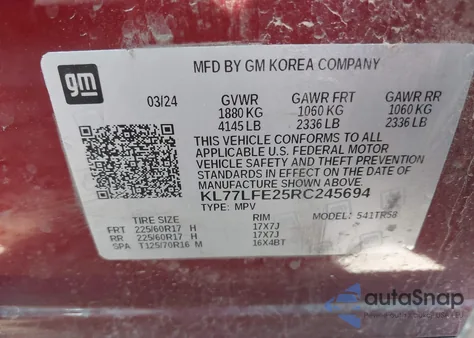 gm
MFD BY GM KOREA COMPANY
03/24 GVWR GAWR FRT GAWR RR
1880 KG 1060 KG 1060 KG
4145 LB 2336 LB 2336 LB
THIS VEHICLE CONFORMS TO ALL
APPLICABLE U.S. FEDERAL MOTOR
VEHICLE SAFETY AND THEFT PREVENTION
STANDARDS IN EFFECT ON THE DATE OF
MANUFACTURE SHOWN ABOVE.
KL77LFE25RC245694
TYPE: MPV MODEL: 541TR58
TIRE SIZE RIM
FRT 225/60R17 H 17X7J
RR 225/60R17 H 17X7J
SPA T125/70R16 M 16X4BT
autoSnap